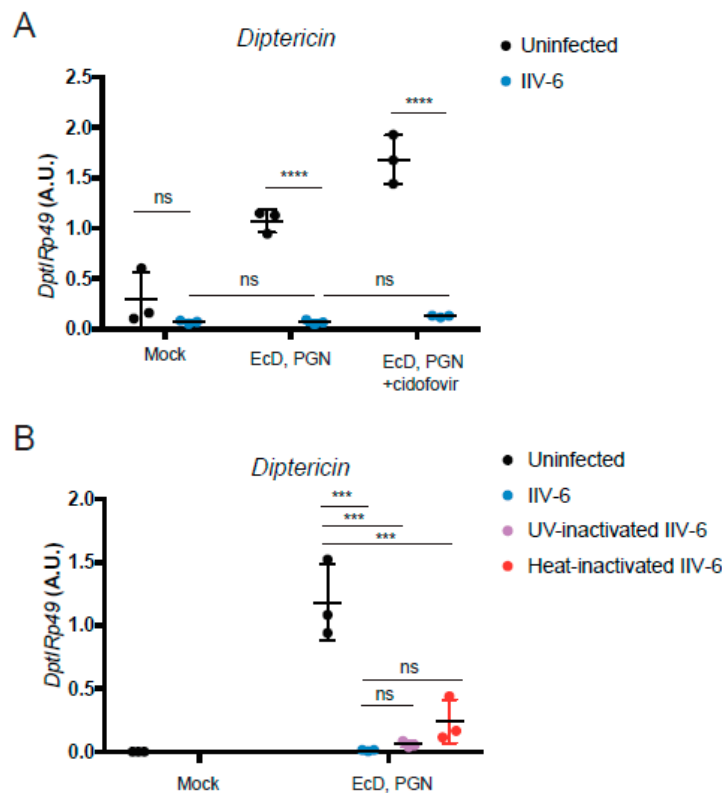 A
Diptericin
Uninfected
IIV-6
Dpt/Rp49 (A.U.)
2.5
2.0
1.5
1.0
0.5
0.0
ns
****
****
ns
ns
Mock
EcD, PGN
EcD, PGN
+cidofovir
B
Diptericin
Uninfected
IIV-6
UV-inactivated IIV-6
Heat-inactivated IIV-6
Dpt/Rp49 (A.U.)
2.0
1.5
1.0
0.5
0.0
***
***
***
ns
ns
Mock
EcD, PGN